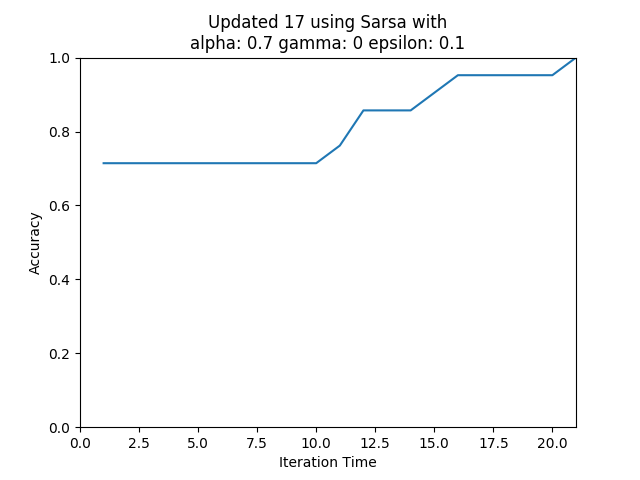 Updated 17 using Sarsa with
alpha: 0.7 gamma: 0 epsilon: 0.1
1.0
0.8
0.6
0.4
0.2
0.0
Accuracy
0.0 2.5 5.0 7.5 10.0 12.5 15.0 17.5 20.0
Iteration Time